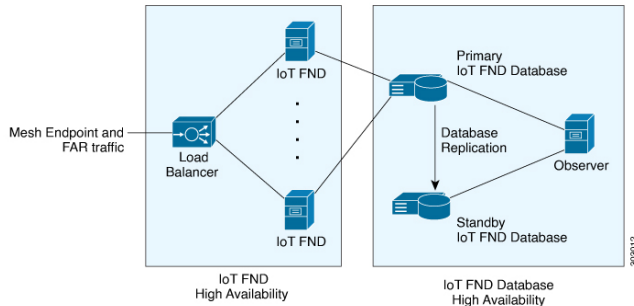 IoT FND
Mesh Endpoint and
FAR traffic
Load
Balancer
IoT FND
IoT FND
High Availability
Primary
IoT FND Database
Database
Replication
Observer
Standby
IoT FND Database
IoT FND Database
High Availability
303012